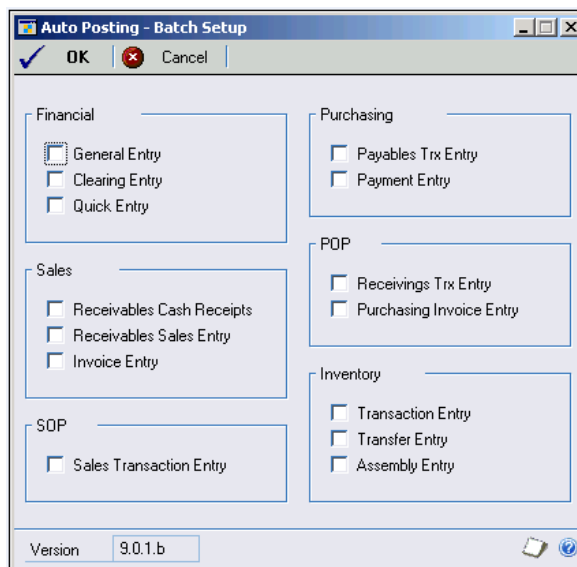 Auto Posting - Batch Setup
OK Cancel
Financial
General Entry
Clearing Entry
Quick Entry
Sales
Receivables Cash Receipts
Receivables Sales Entry
Invoice Entry
SOP
Sales Transaction Entry
Purchasing
Payables Trx Entry
Payment Entry
POP
Receivings Trx Entry
Purchasing Invoice Entry
Inventory
Transaction Entry
Transfer Entry
Assembly Entry
Version 9.0.1.b